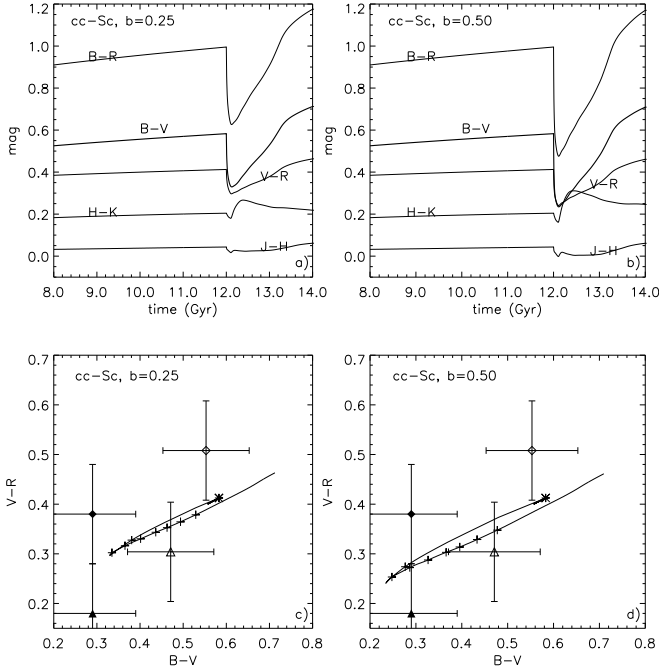 cc-Sc, b=0.25
cc-Sc, b=0.50
1.2
1.0
0.8
0.6
0.4
0.2
0.0
mag
B-R
B-V
V-R
H-K
J-H
a)
8.0 9.0 10.0 11.0 12.0 13.0 14.0
time (Gyr)
1.2
1.0
0.8
0.6
0.4
0.2
0.0
mag
B-R
B-V
V-R
H-K
J-H
b)
8.0 9.0 10.0 11.0 12.0 13.0 14.0
time (Gyr)
cc-Sc, b=0.25
0.7
0.6
0.5
0.4
0.3
0.2
V-R
c)
0.2 0.3 0.4 0.5 0.6 0.7 0.8
B-V
cc-Sc, b=0.50
0.7
0.6
0.5
0.4
0.3
0.2
V-R
d)
0.2 0.3 0.4 0.5 0.6 0.7 0.8
B-V